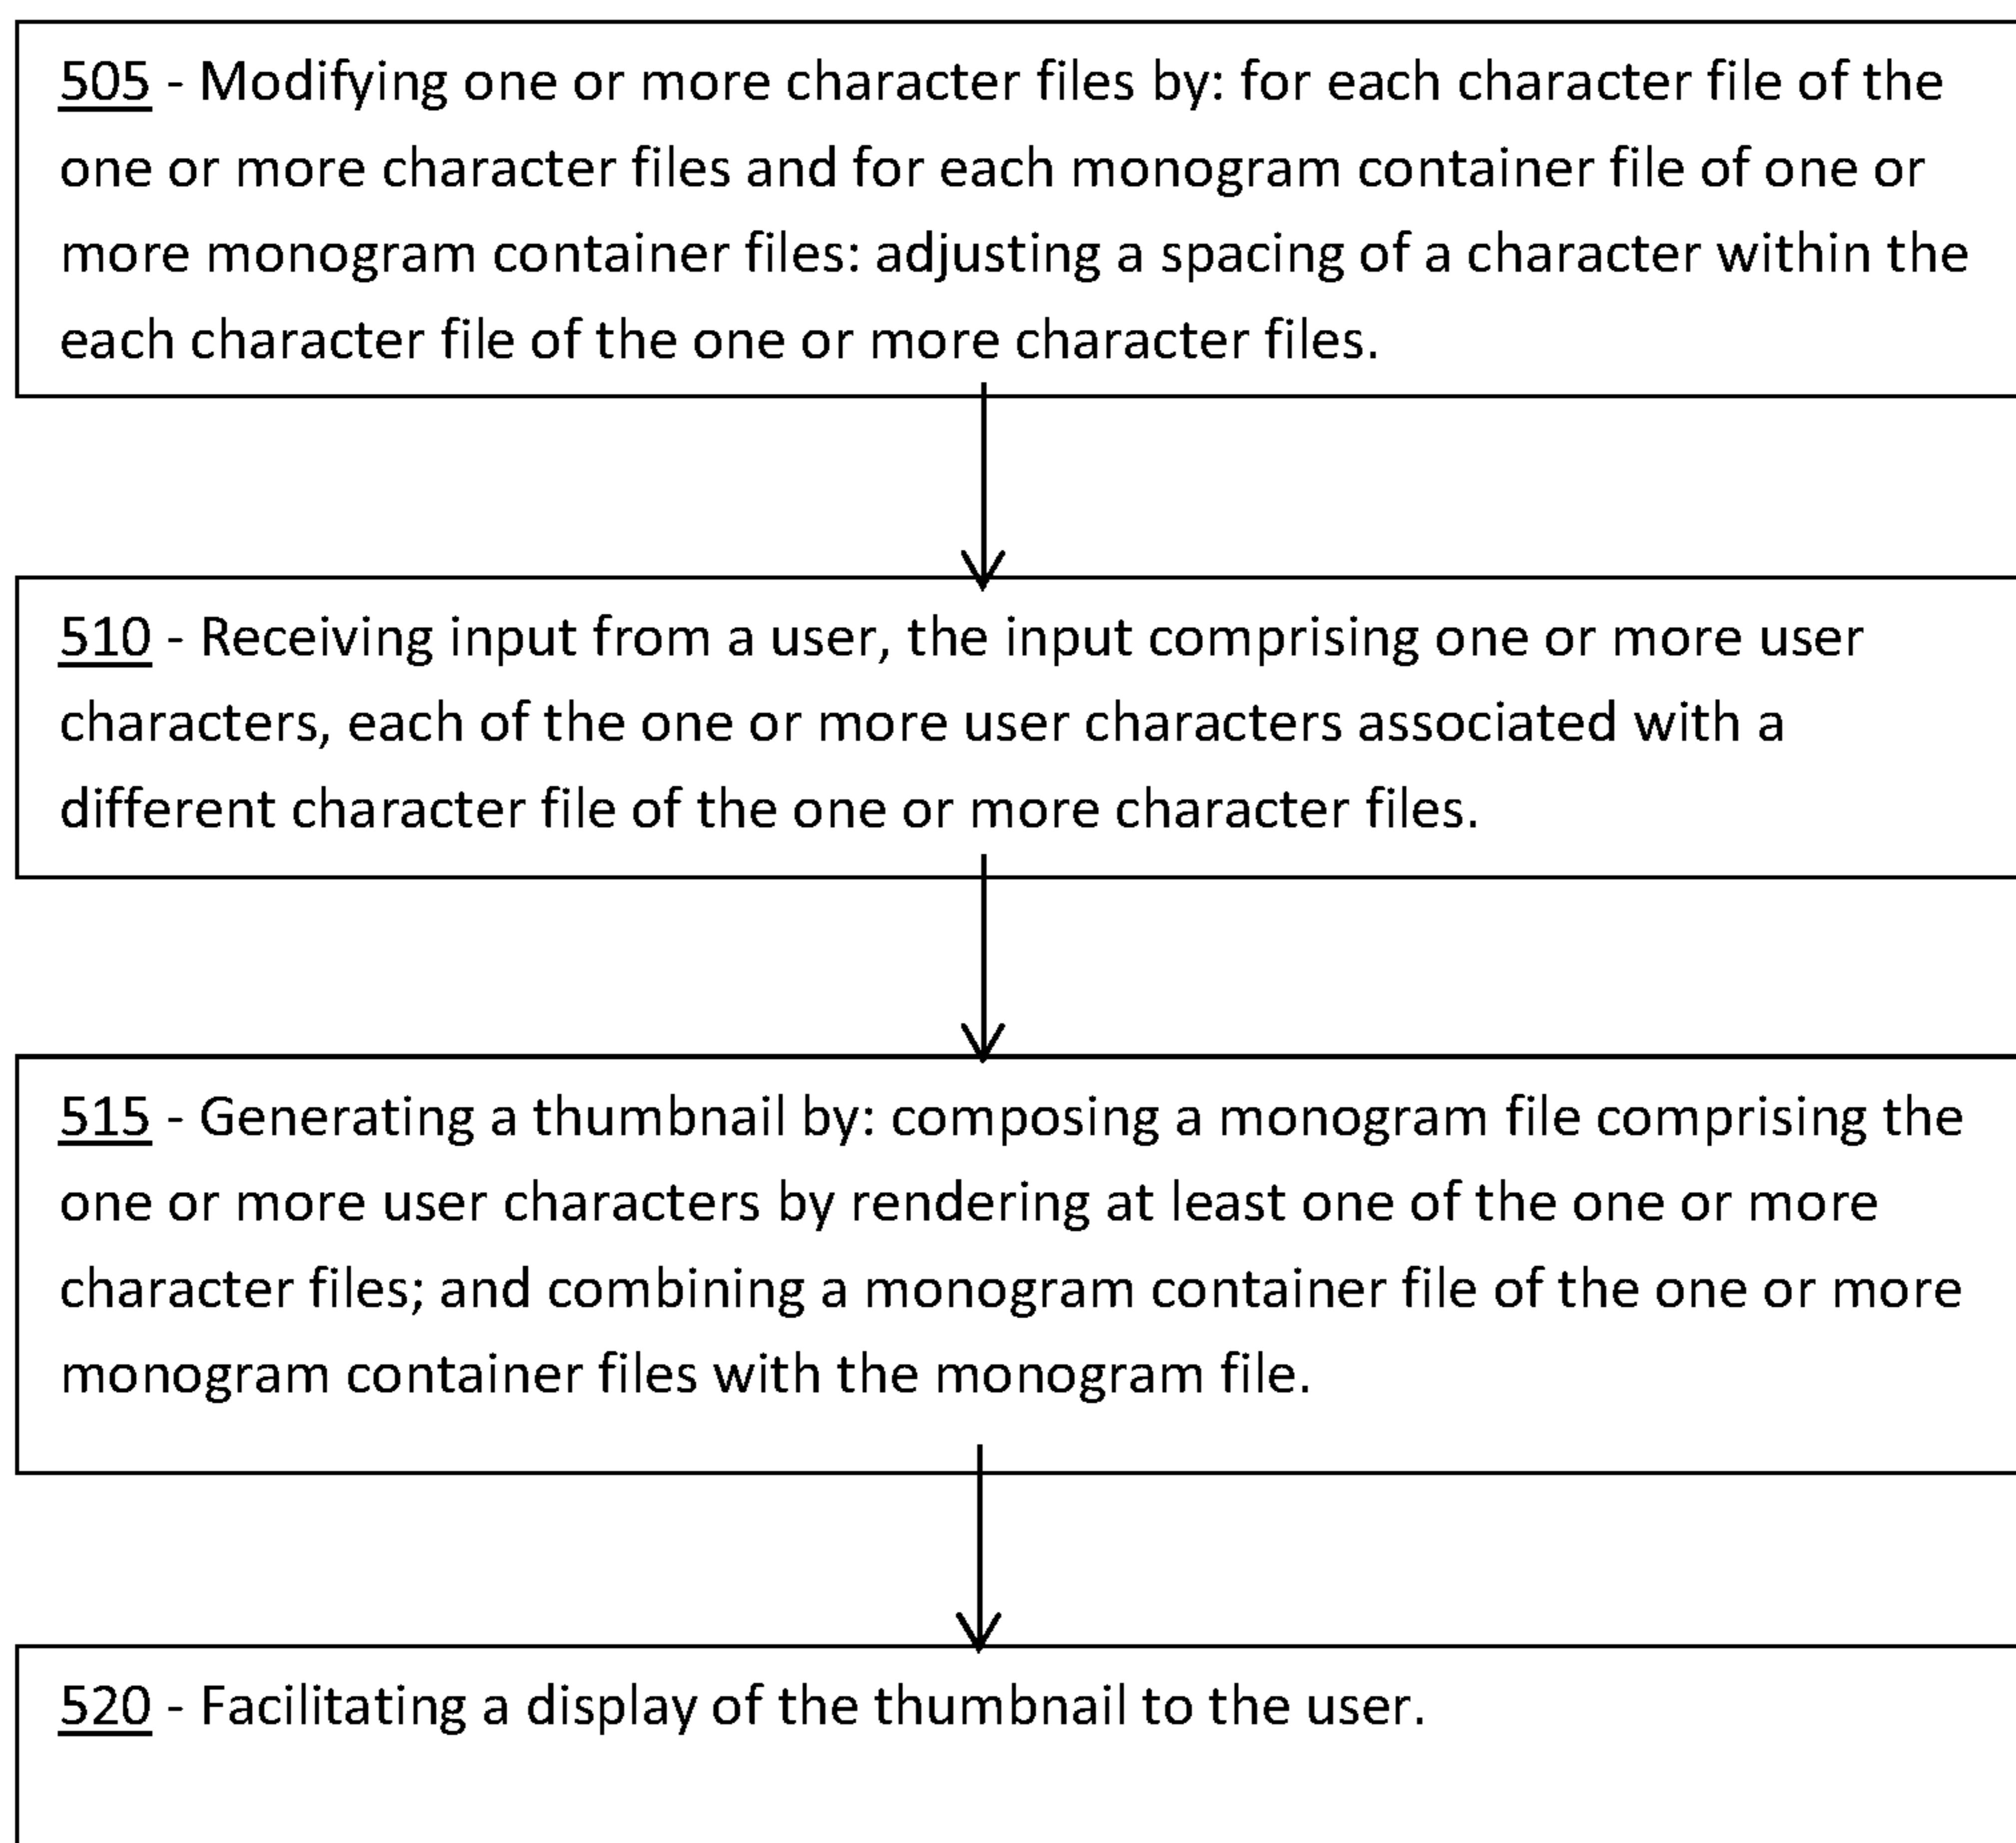 505 - Modifying one or more character files by: for each character file of the
one or more character files and for each monogram container file of one or
more monogram container files: adjusting a spacing of a character within the
each character file of the one or more character files.
510 - Receiving input from a user, the input comprising one or more user
characters, each of the one or more user characters associated with a
different character file of the one or more character files.
515 - Generating a thumbnail by: composing a monogram file comprising the
one or more user characters by rendering at least one of the one or more
character files; and combining a monogram container file of the one or more
monogram container files with the monogram file.
520 - Facilitating a display of the thumbnail to the user.